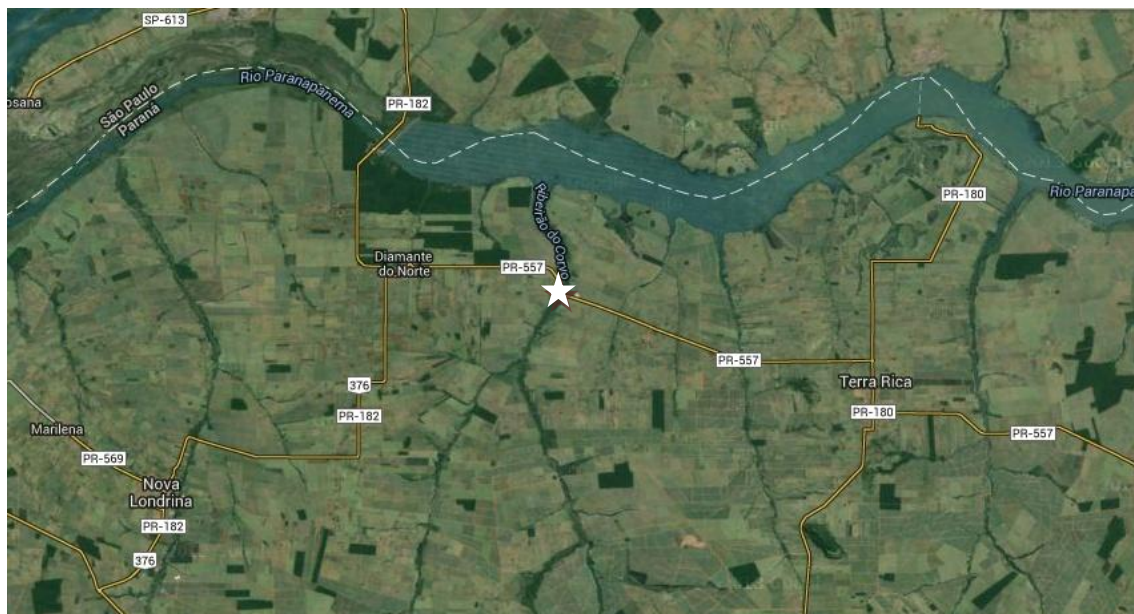 SP-613
Rio Paranapanema
osana
São Paulo
Paraná
PR-182
PR-180
Rio Paranapa
Ribeirão do Corvo
Diamante
do Norte
PR-557
PR-557
376
Terra Rica
PR-182
PR-180
Marilena
PR-557
PR-569
Nova
Londrina
PR-182
376